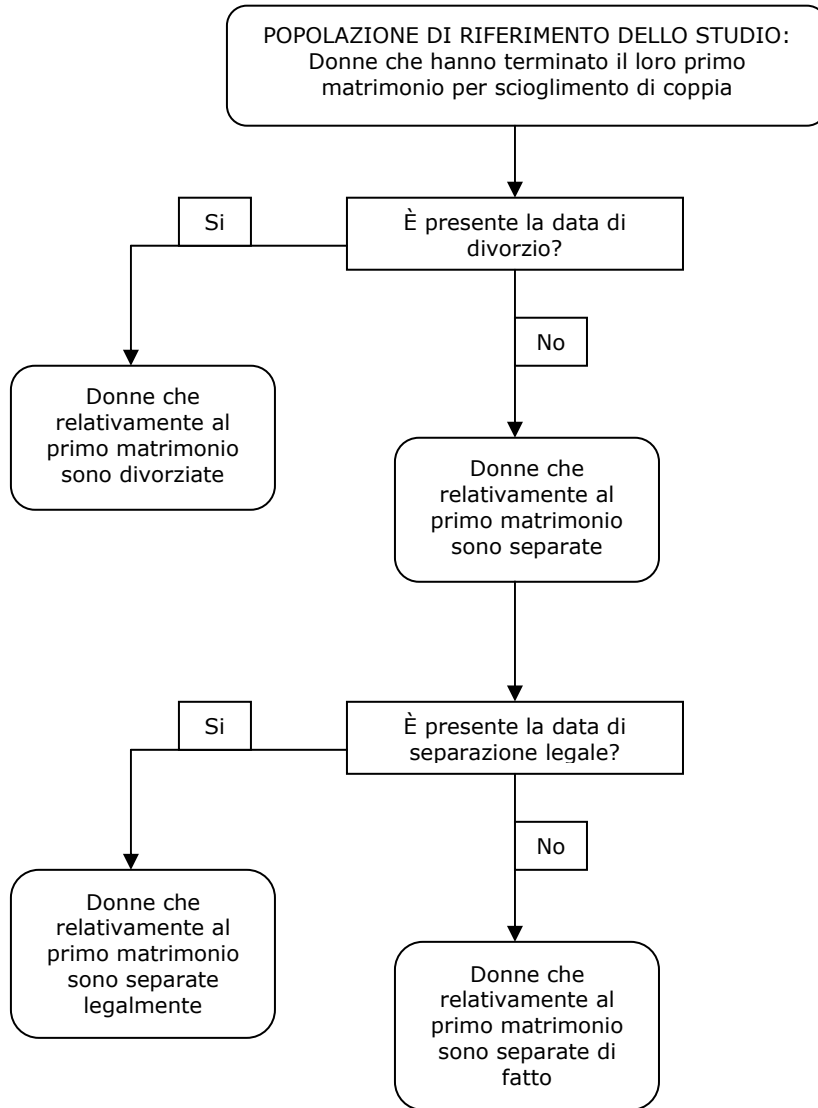 POPOLAZIONE DI RIFERIMENTO DELLO STUDIO:
Donne che hanno terminato il loro primo
matrimonio per scioglimento di coppia
Si
È presente la data di
divorzio?
No
Donne che
relativamente al
primo matrimonio
sono divorziate
Donne che
relativamente al
primo matrimonio
sono separate
Si
È presente la data di
separazione legale?
No
Donne che
relativamente al
primo matrimonio
sono separate
legalmente
Donne che
relativamente al
primo matrimonio
sono separate di
fatto